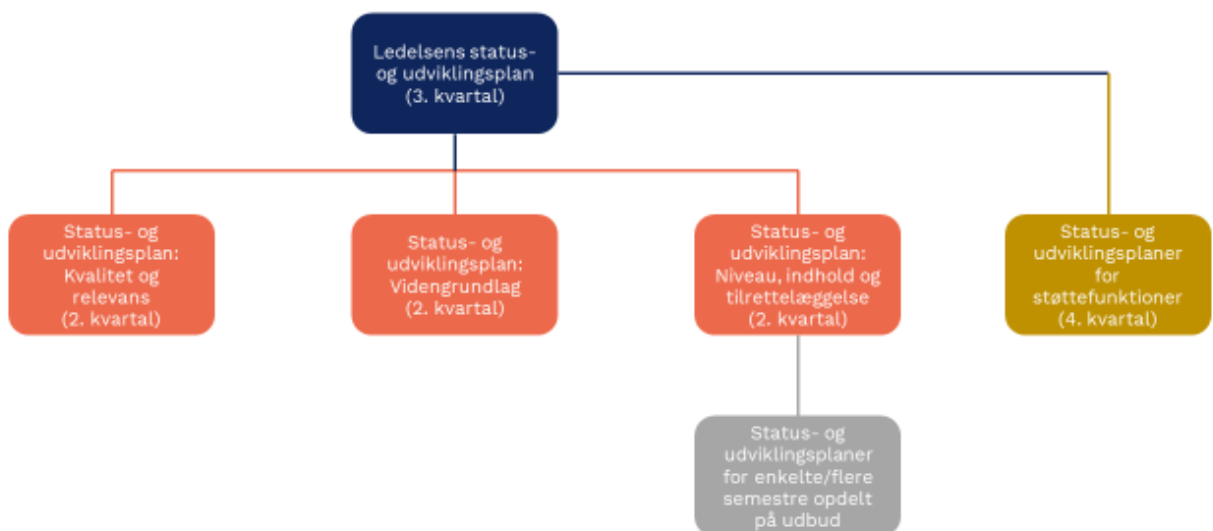 Ledelsens status-
og udviklingsplan
(3. kvartal)
Status- og
udviklingsplan:
Kvalitet og
relevans
(2. kvartal)
Status- og
udviklingsplan:
Videngrundlag
(2. kvartal)
Status- og
udviklingsplan:
Niveau, indhold og
tilrettelæggelse
(2. kvartal)
Status- og
udviklingsplaner
for
støttefunktioner
(4. kvartal)
Status- og
udviklingsplaner
for enkelte/flere
semestre opdelt
på udbud